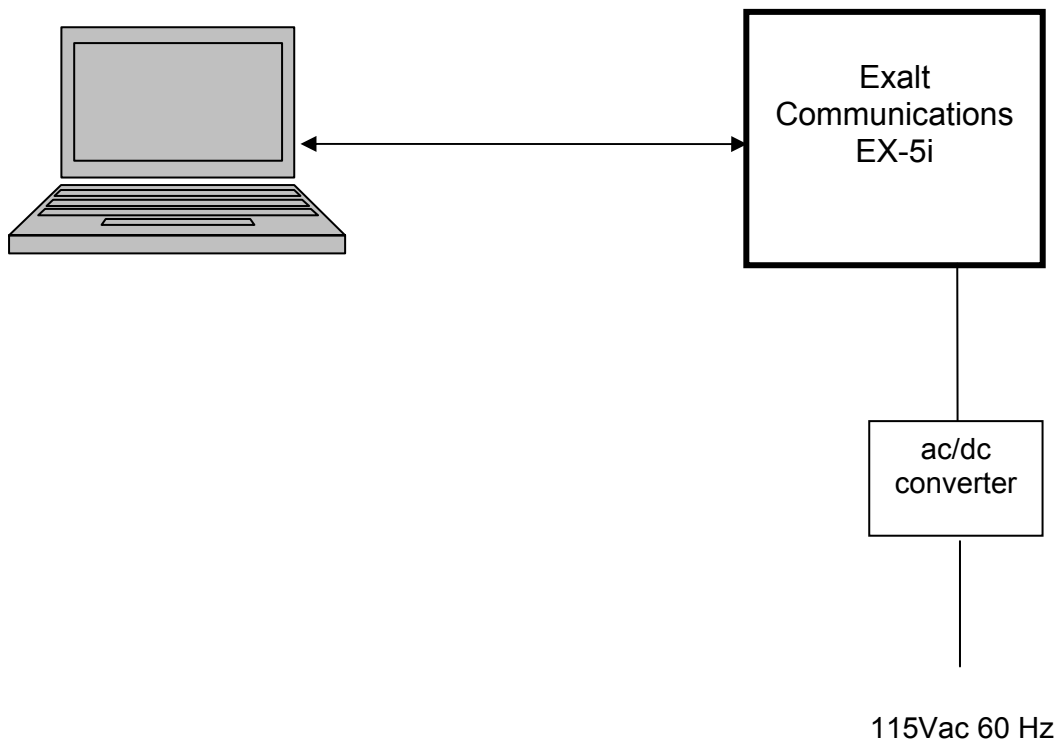 Exalt
Communications
EX-5i
ac/dc
converter
115Vac 60 Hz